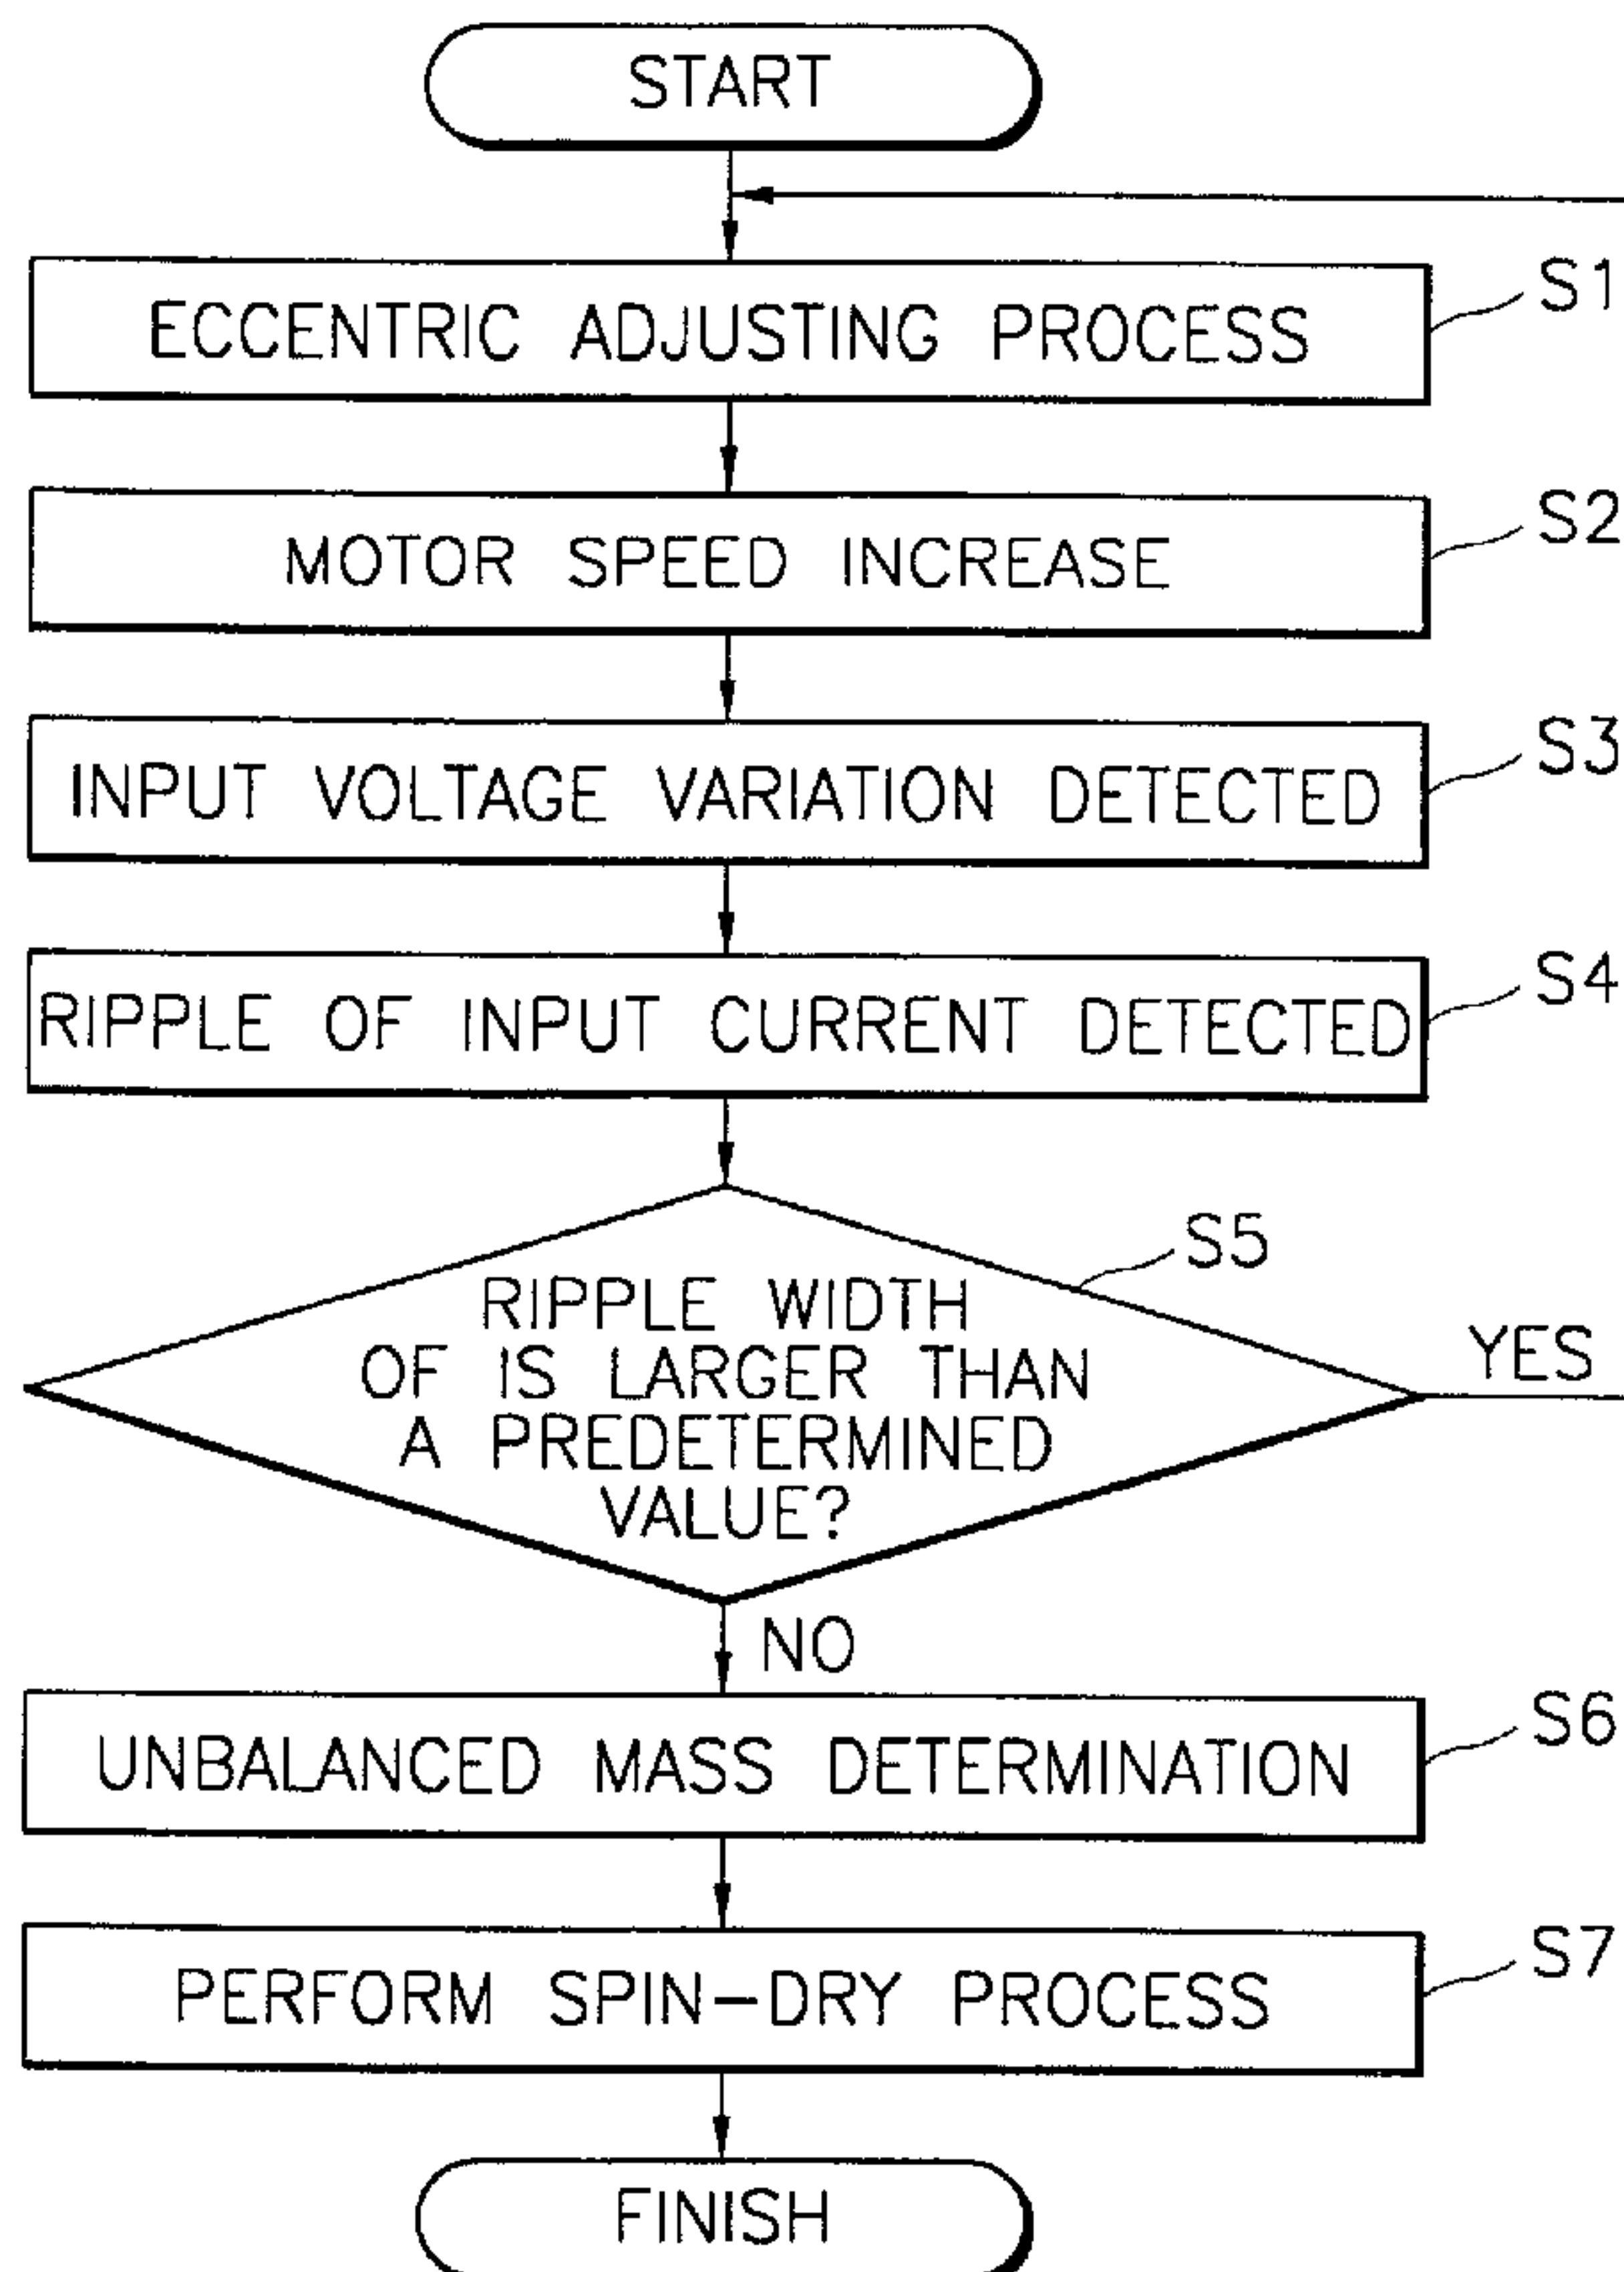 START
ECCENTRIC ADJUSTING PROCESS
S1
MOTOR SPEED INCREASE
S2
INPUT VOLTAGE VARIATION DETECTED
S3
RIPPLE OF INPUT CURRENT DETECTED
S4
S5
RIPPLE WIDTH
OF IS LARGER THAN
A PREDETERMINED
VALUE?
YES
NO
UNBALANCED MASS DETERMINATION
S6
PERFORM SPIN-DRY PROCESS
S7
FINISH